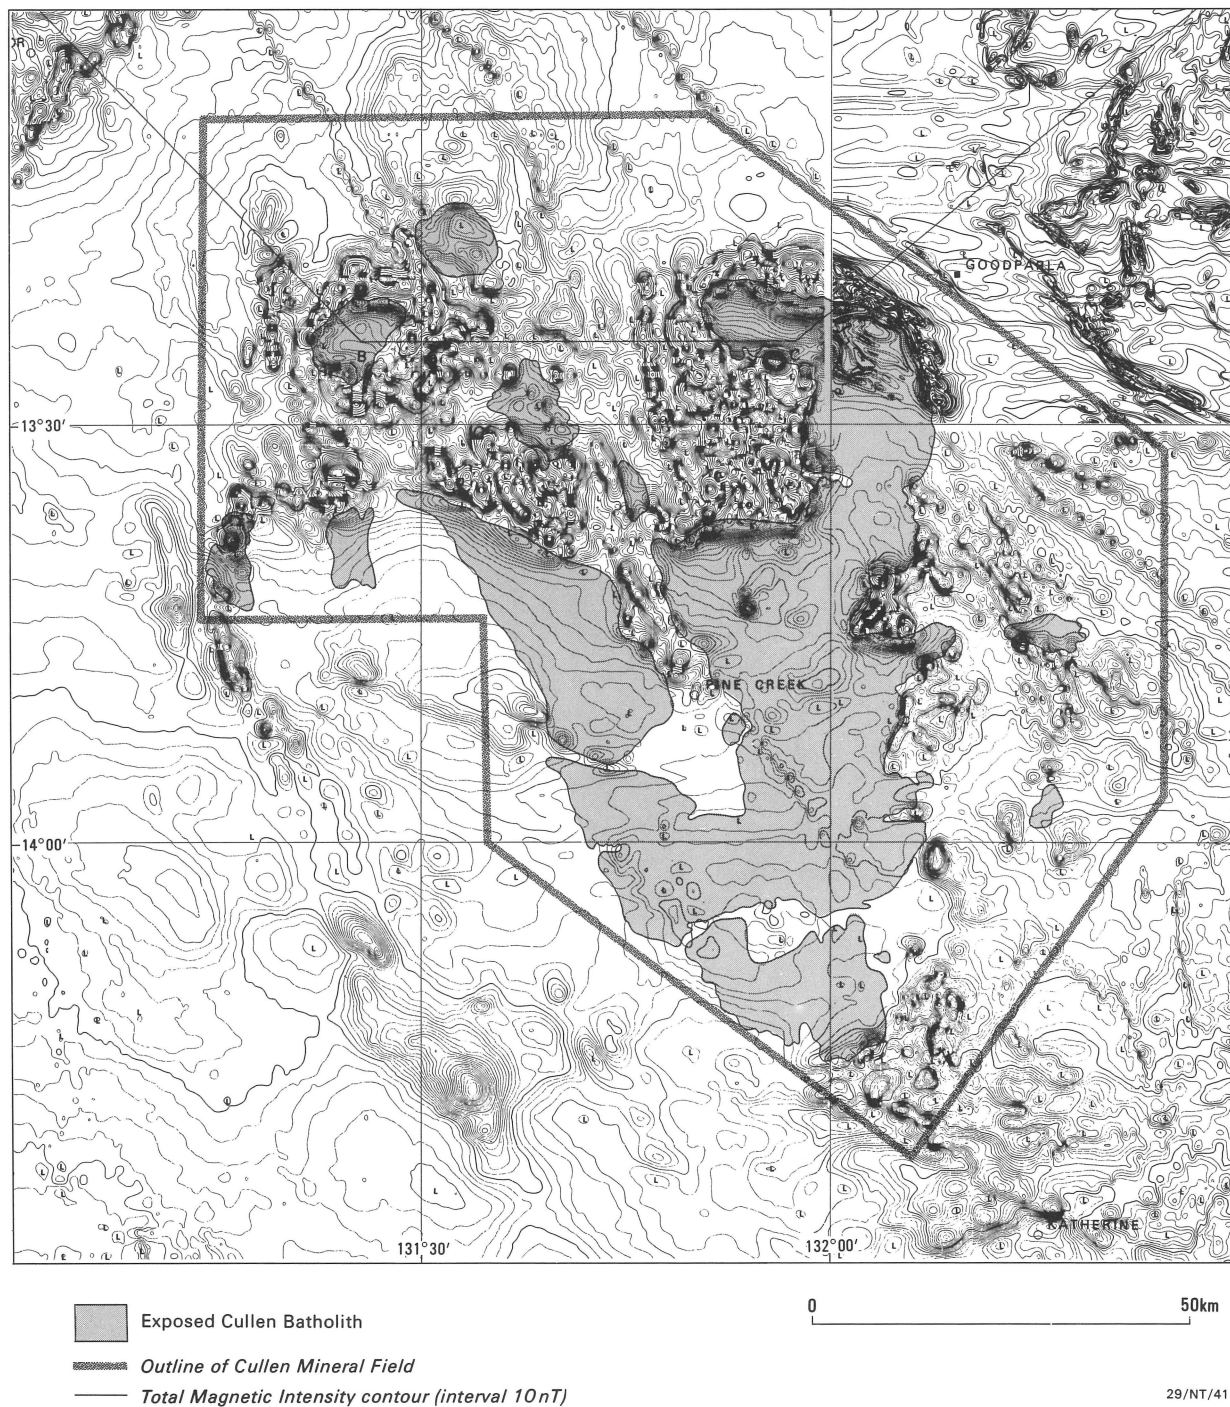 GOODPARLA
B
C
13°30'
PINE CREEK
14°00'
131°30'
132°00'
KATHERINE
0 50km
Exposed Cullen Batholith
Outline of Cullen Mineral Field
Total Magnetic Intensity contour (interval 10nT)
29/NT/41